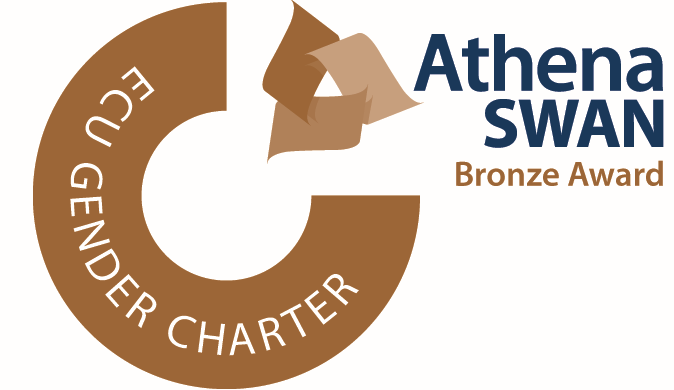 ECU GENDER CHARTER
Athena
SWAN
Bronze Award